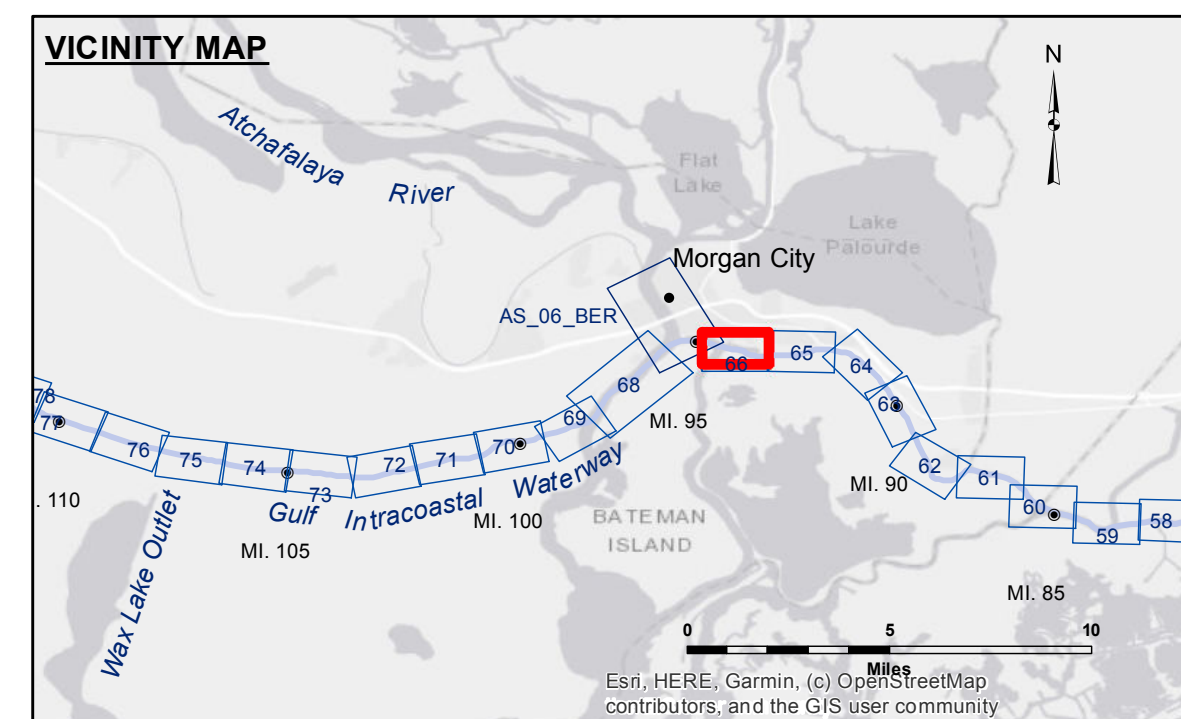 VICINITY MAP
N
Atchafalaya
River
Flat
Lake
Lake
Palourde
Morgan City
AS_06_BER
66
65
64
63
62
61
60
59
58
68
69
70
71
72
73
74
75
76
77
78
MI. 95
MI. 90
MI. 85
MI. 100
MI. 105
. 110
Gulf Intracoastal Waterway
Wax Lake Outlet
BATEMAN
ISLAND
0 5 10
Miles
Esri, HERE, Garmin, (c) OpenStreetMap
contributors, and the GIS user community